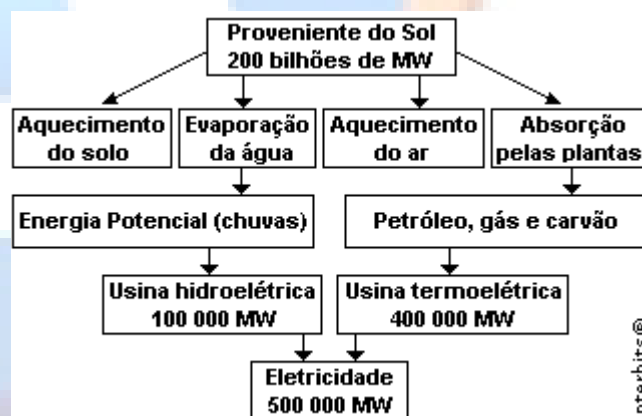 Proveniente do Sol
200 bilhões de MW
Aquecimento
do solo
Evaporação
da água
Aquecimento
do ar
Absorção
pelas plantas
Energia Potencial (chuvas)
Petróleo, gás e carvão
Usina hidroelétrica
100 000 MW
Usina termoelétrica
400 000 MW
Eletricidade
500 000 MW